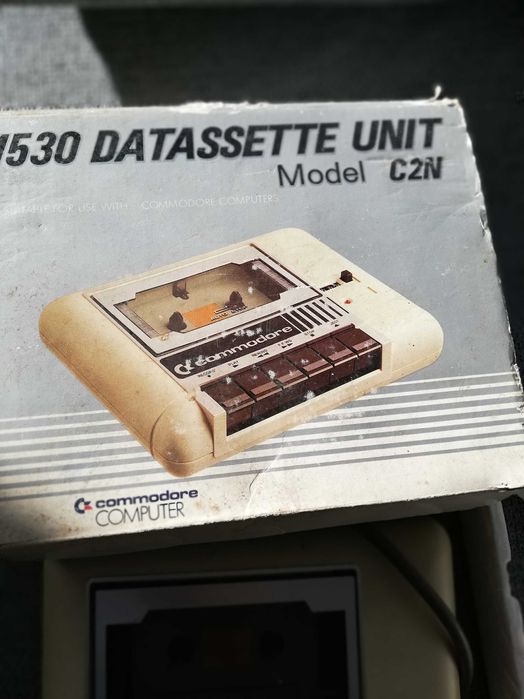 1530 DATASSETTE UNIT
Model C2N
SUITABLE FOR USE WITH COMMODORE COMPUTERS
commodore
commodore
COMPUTER